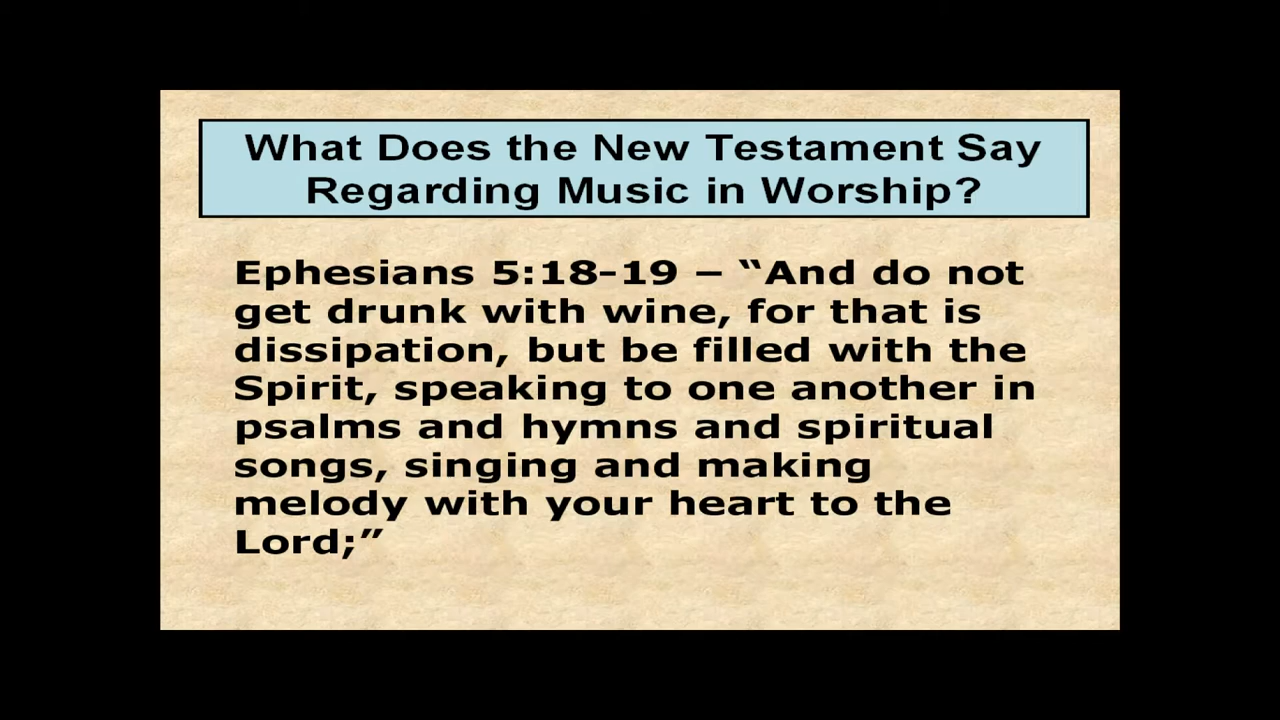 What Does the New Testament Say
Regarding Music in Worship?
Ephesians 5:18-19 – “And do not
get drunk with wine, for that is
dissipation, but be filled with the
Spirit, speaking to one another in
psalms and hymns and spiritual
songs, singing and making
melody with your heart to the
Lord;”